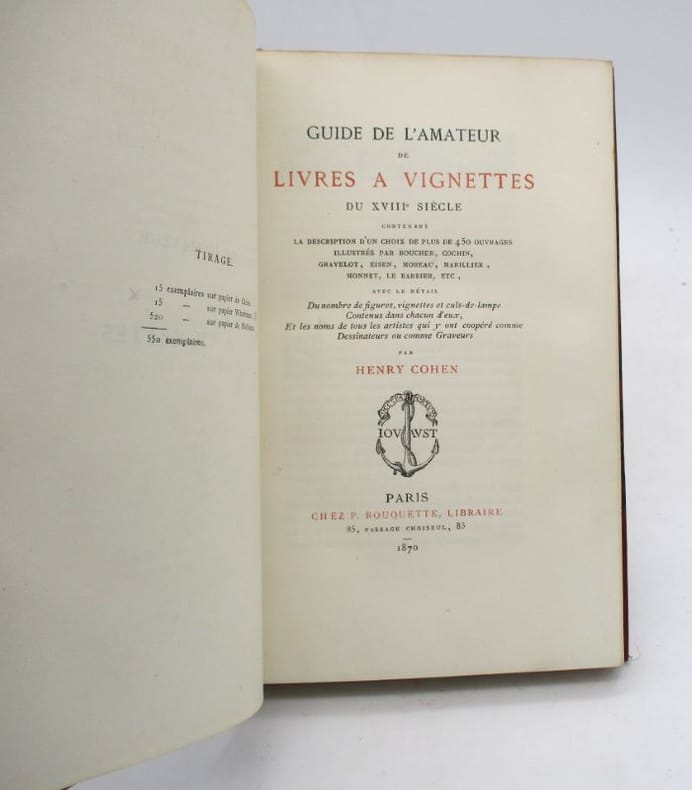 TIRAGE.
15 exemplaires sur papier de Chine.
15 — sur papier Whatman
520 — sur papier de Hollande
550 exemplaires.
GUIDE DE L'AMATEUR
DE
LIVRES A VIGNETTES
DU XVIIIe SIÈCLE
CONTENANT
LA DESCRIPTION D'UN CHOIX DE PLUS DE 450 OUVRAGES
ILLUSTRÉS PAR BOUCHER, COCHIN,
GRAVELOT, EISEN, MOREAU, MARILLIER,
MONNET, LE BARBIER, ETC,
AVEC LE DÉTAIL
Du nombre de figures, vignettes et culs-de-lampe
Contenus dans chacun d'eux,
Et les noms de tous les artistes qui y ont coopéré comme
Dessinateurs ou comme Graveurs
PAR
HENRY COHEN
IOV AVST
PARIS
CHEZ P. ROUQUETTE, LIBRAIRE
85, PASSAGE CHOISEUL, 85
1870